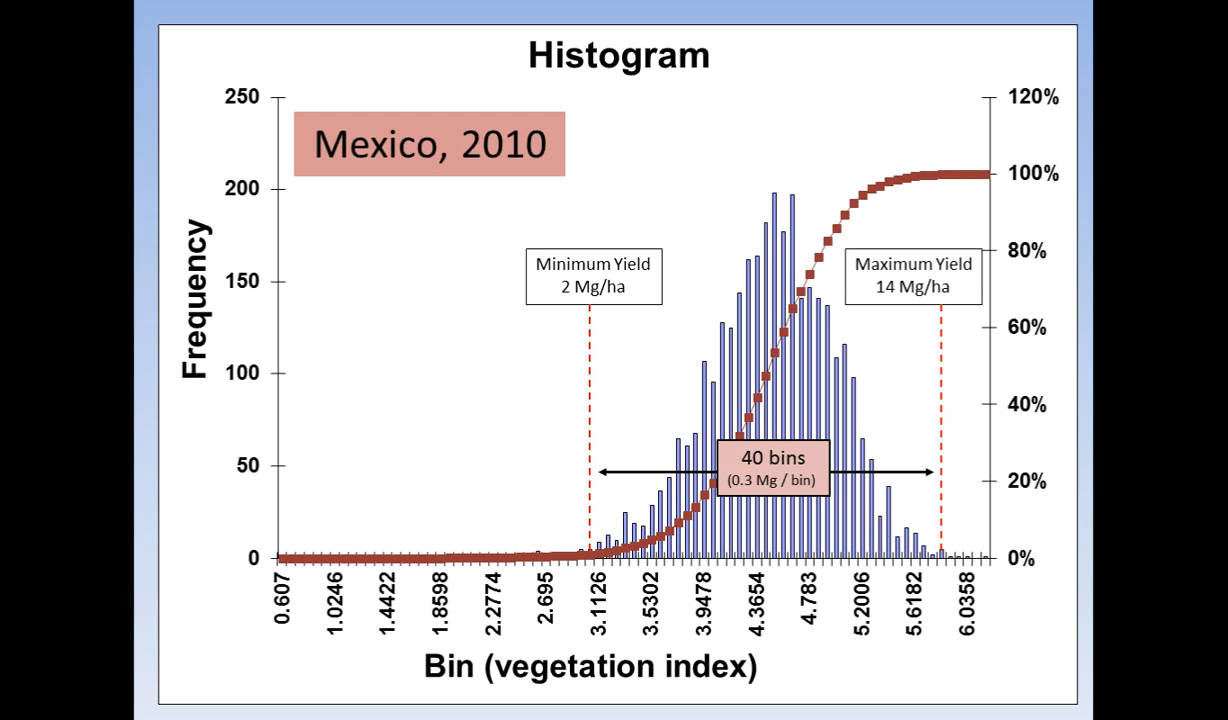 Histogram
Mexico, 2010
Frequency
250
200
150
100
50
0
120%
100%
80%
60%
40%
20%
0%
Minimum Yield
2 Mg/ha
Maximum Yield
14 Mg/ha
40 bins
(0.3 Mg / bin)
0.607
1.0246
1.4422
1.8598
2.2774
2.695
3.1126
3.5302
3.9478
4.3654
4.783
5.2006
5.6182
6.0358
Bin (vegetation index)